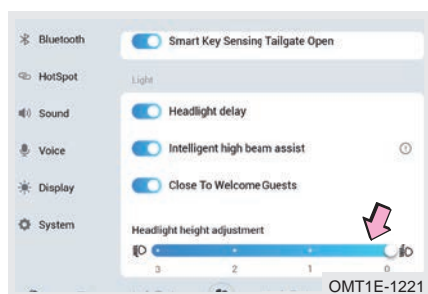 Bluetooth
Smart Key Sensing Tailgate Open
HotSpot
Light
Sound
Headlight delay
Voice
Intelligent high beam assist
Display
Close To Welcome Guests
System
Headlight height adjustment
3 2 1 0
OMT1E-1221